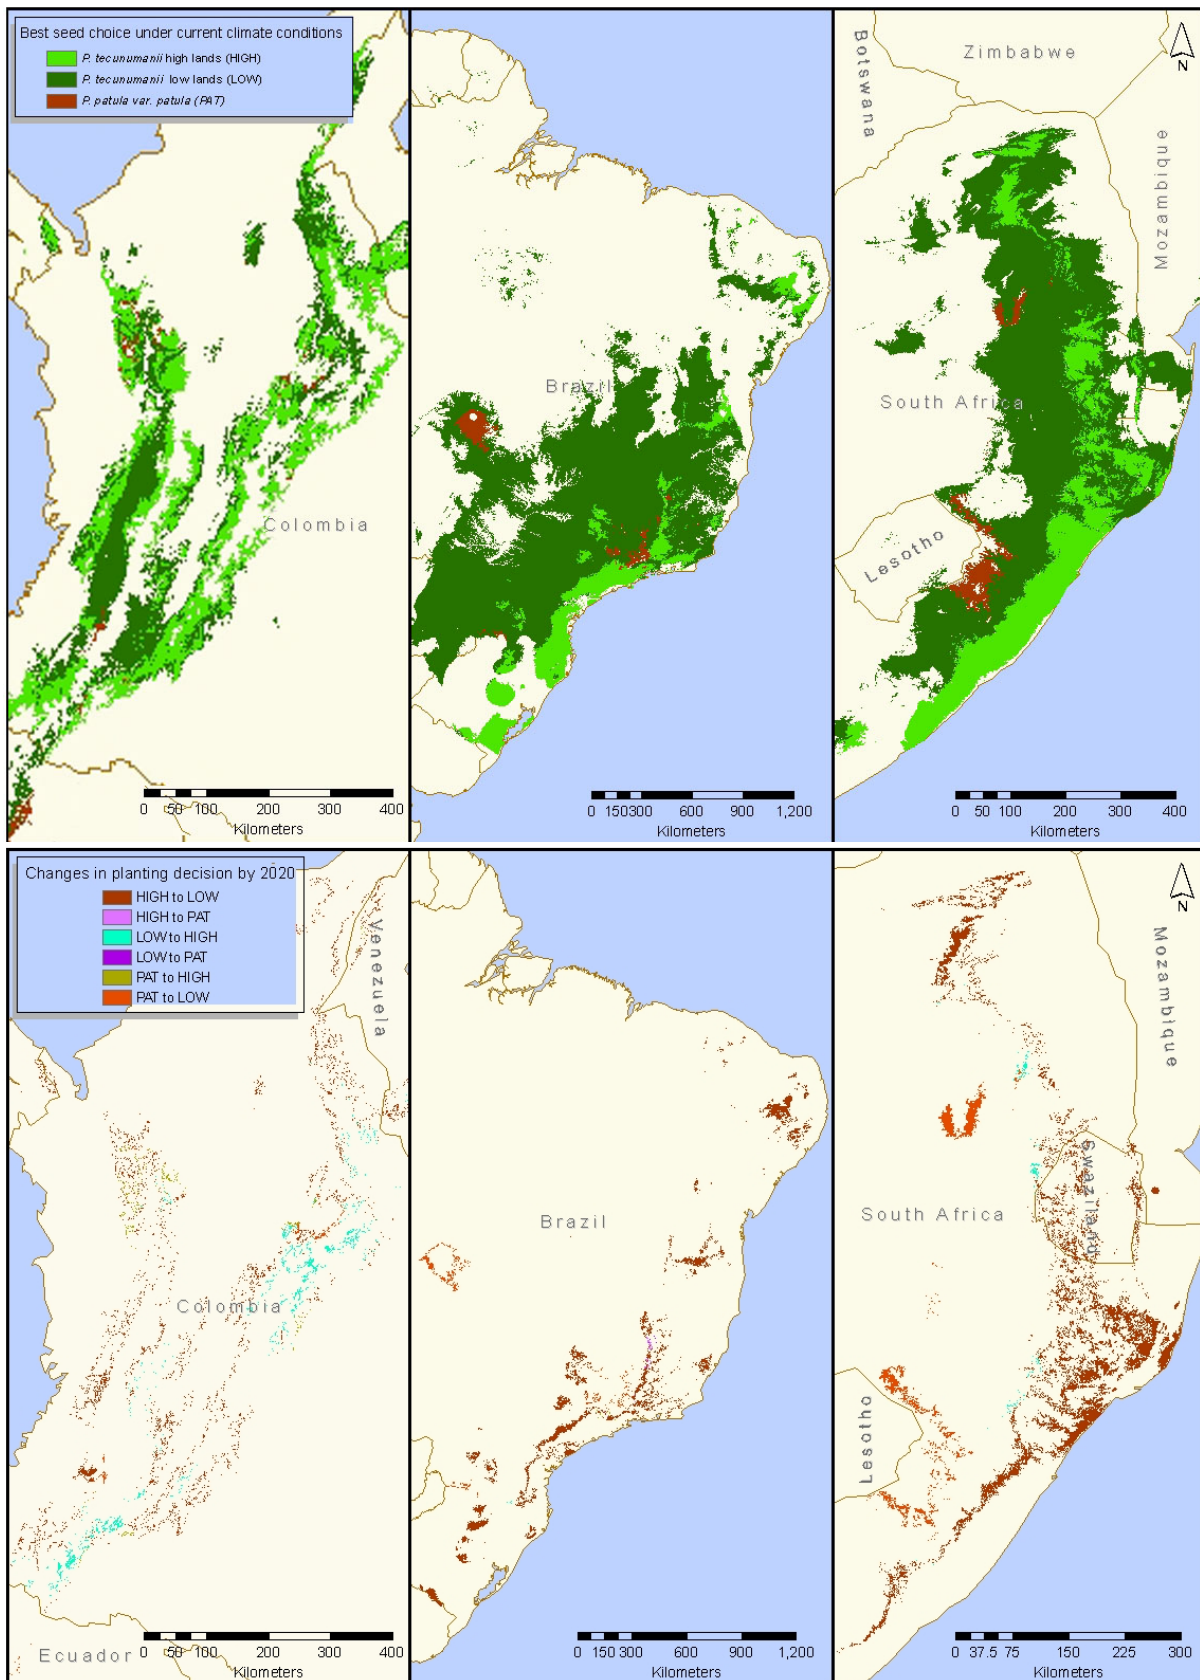 Best seed choice under current climate conditions
P. tecunumanii high lands (HIGH)
P. tecunumanii low lands (LOW)
P. patula var. patula (PAT)
Colombia
0 50 100 200 300 400
Kilometers
Brazil
0 150 300 600 900 1,200
Kilometers
Botswana
Zimbabwe
N
Mozambique
South Africa
Lesotho
0 50 100 200 300 400
Kilometers
Changes in planting decision by 2020
HIGH to LOW
HIGH to PAT
LOW to HIGH
LOW to PAT
PAT to HIGH
PAT to LOW
Venezuela
Colombia
Ecuador
0 50 100 200 300 400
Kilometers
Brazil
0 150 300 600 900 1,200
Kilometers
N
Mozambique
Swaziland
South Africa
Lesotho
0 37.5 75 150 225 300
Kilometers